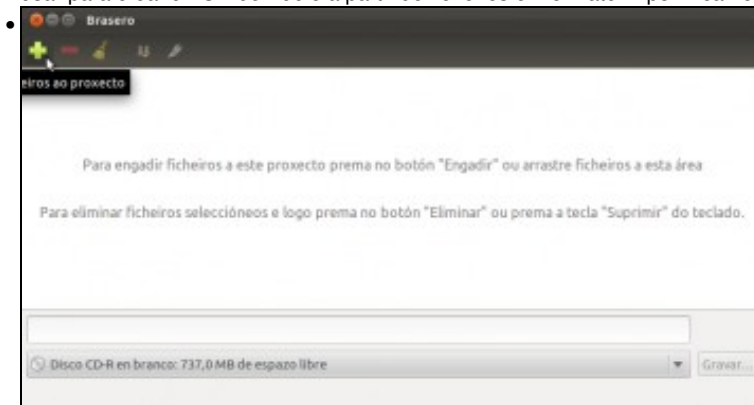 Brasero
eiros ao proxecto
Para engadir ficheiros a este proxecto prema no botón "Engadir" ou arrastre ficheiros a esta área
Para eliminar ficheiros seleccióneos e logo prema no botón "Eliminar" ou prema a tecla "Suprimir" do teclado.
Disco CD-R en branco: 737,0 MB de espazo libre
Gravar...